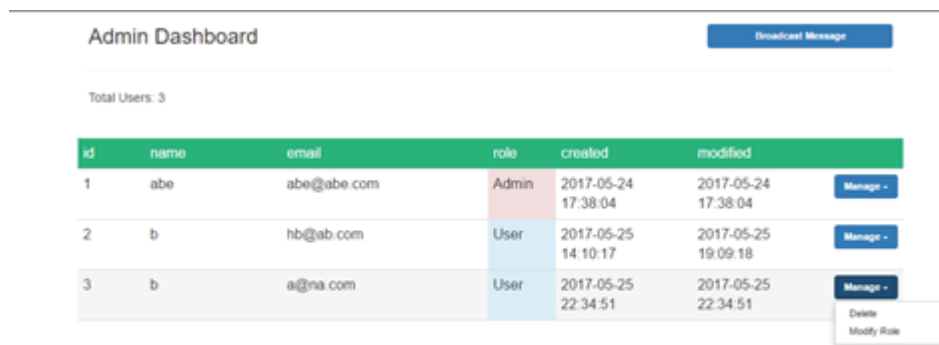 Admin Dashboard
Broadcast Message
Total Users: 3
id name email role created modified
1 abe abe@abe.com Admin 2017-05-24 2017-05-24 Manage
17:38:04 17:38:04
2 b hb@ab.com User 2017-05-25 2017-05-25 Manage
14:10:17 19:09:18
3 b a@na.com User 2017-05-25 2017-05-25 Manage
22:34:51 22:34:51
Delete
Modify Role